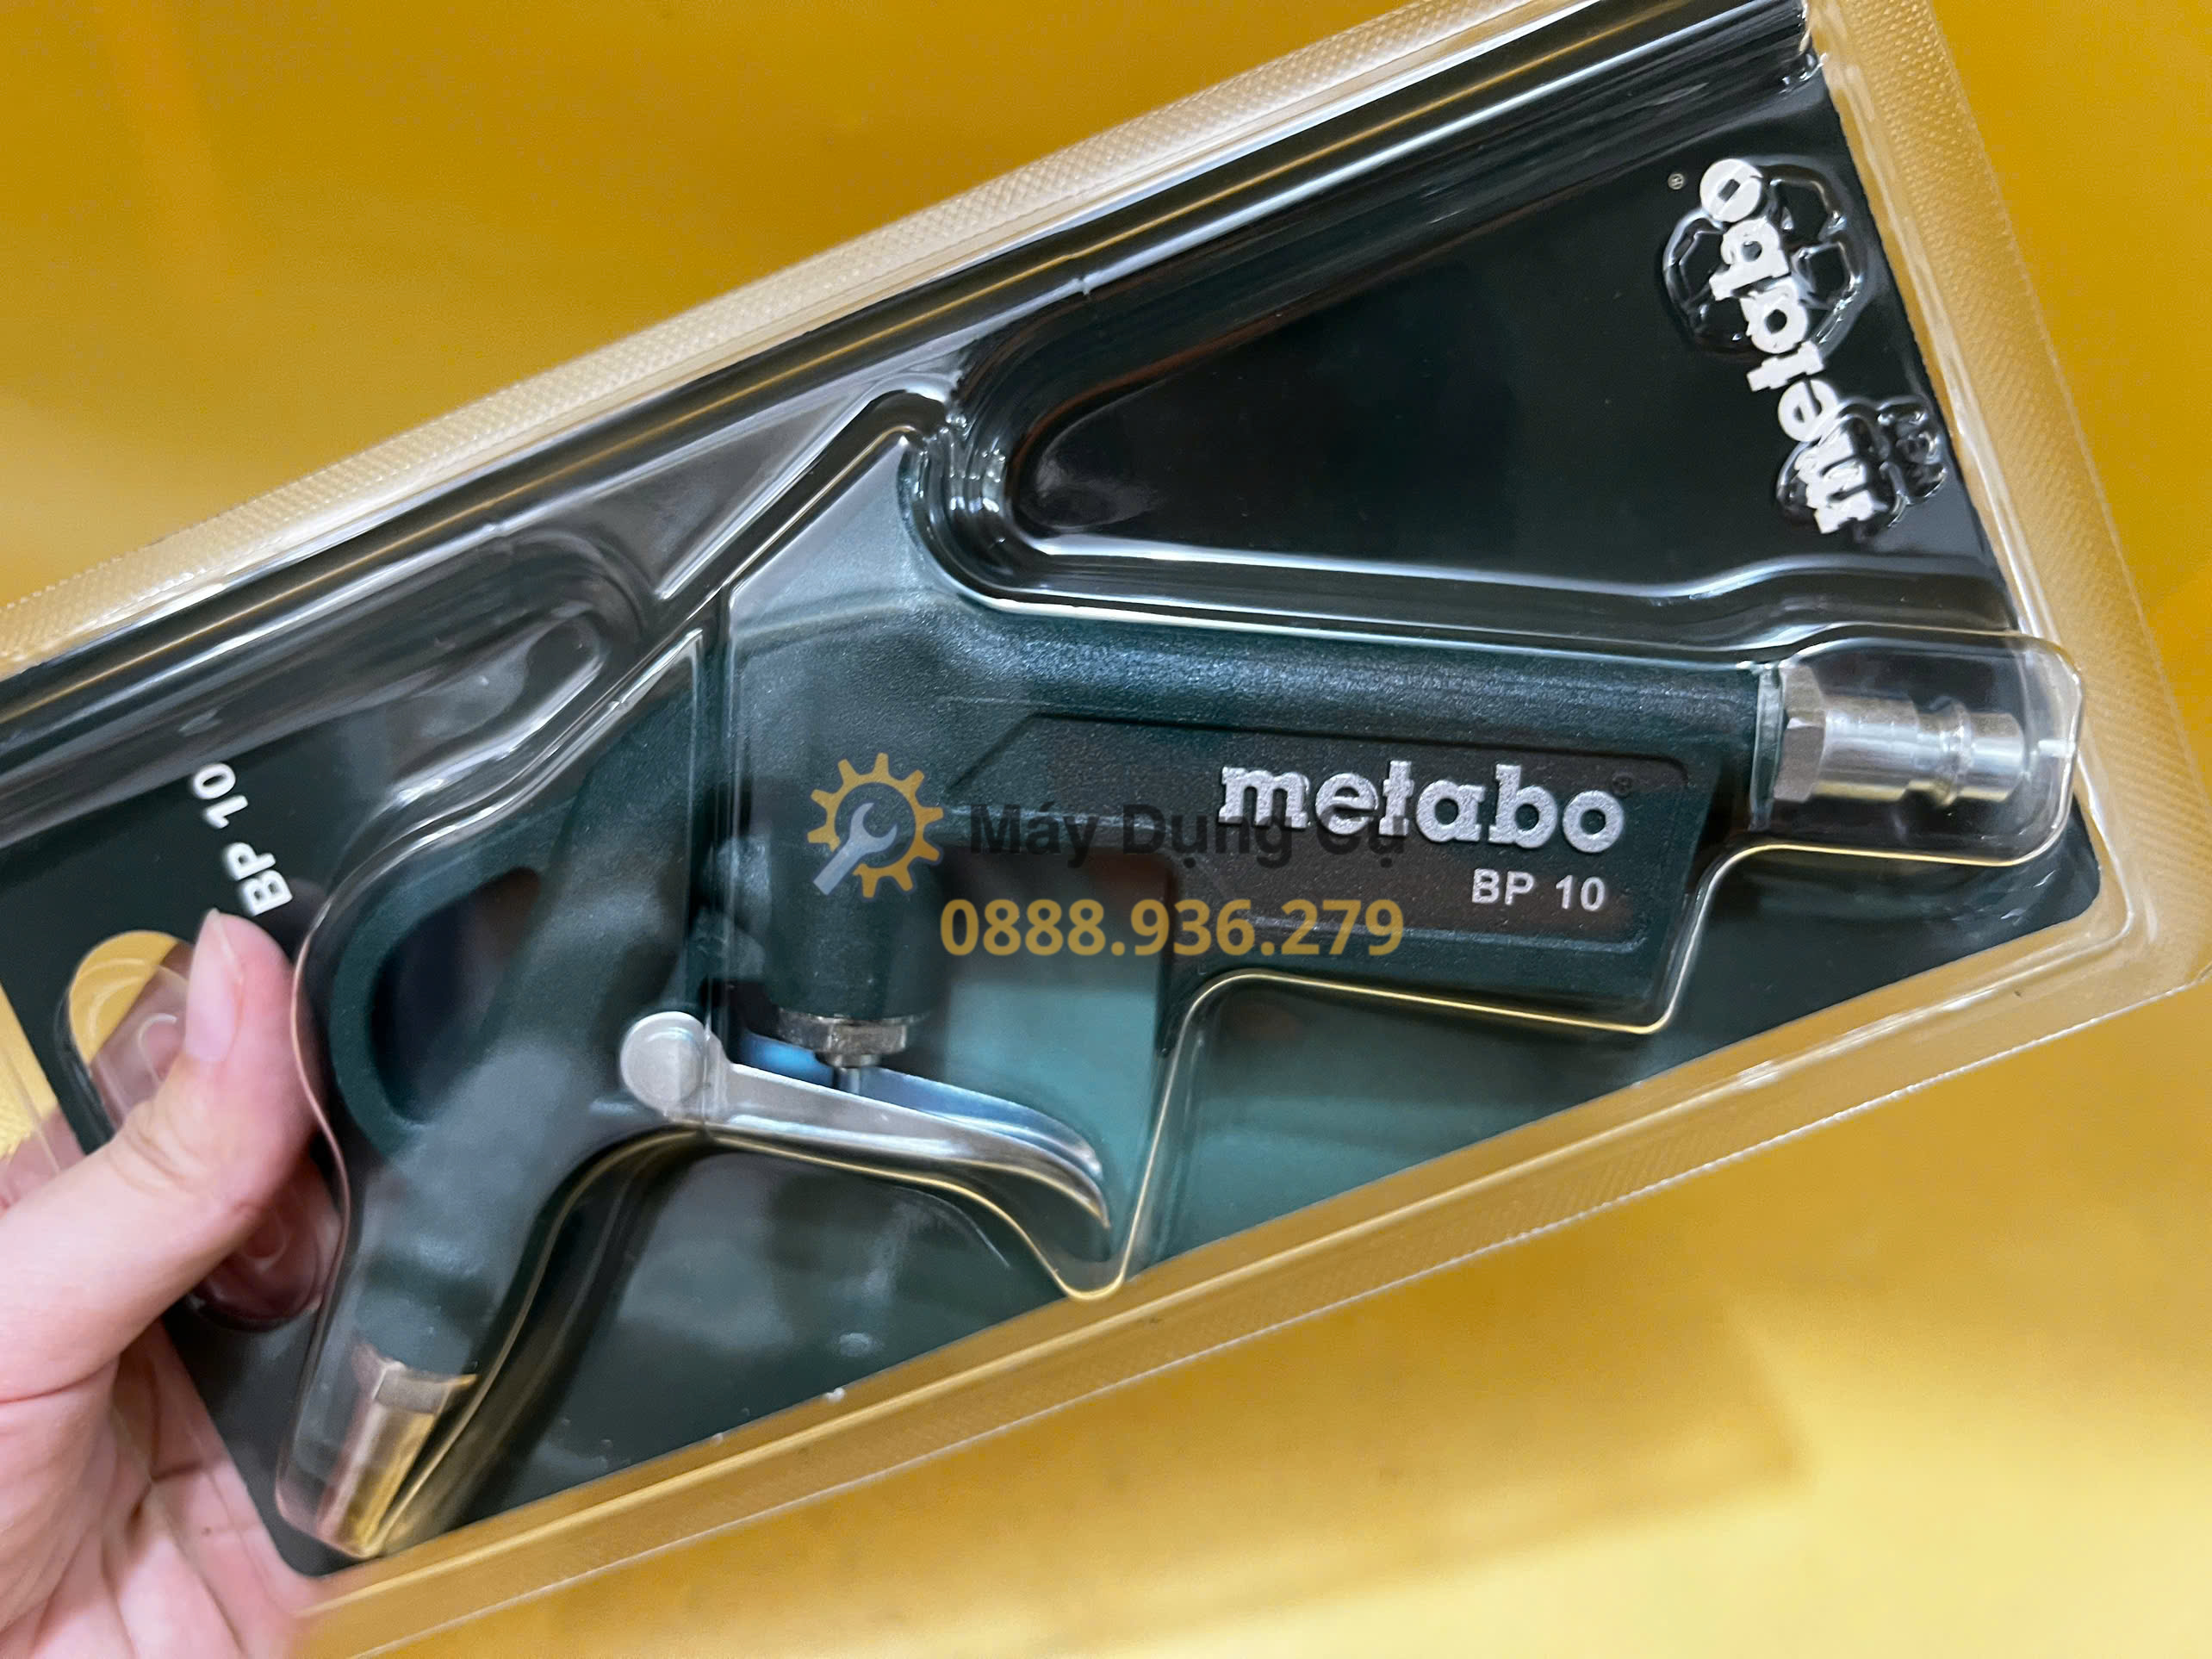 metabo®
metabo®
BP 10
BP 10
Máy Dụng Cụ
0888.936.279